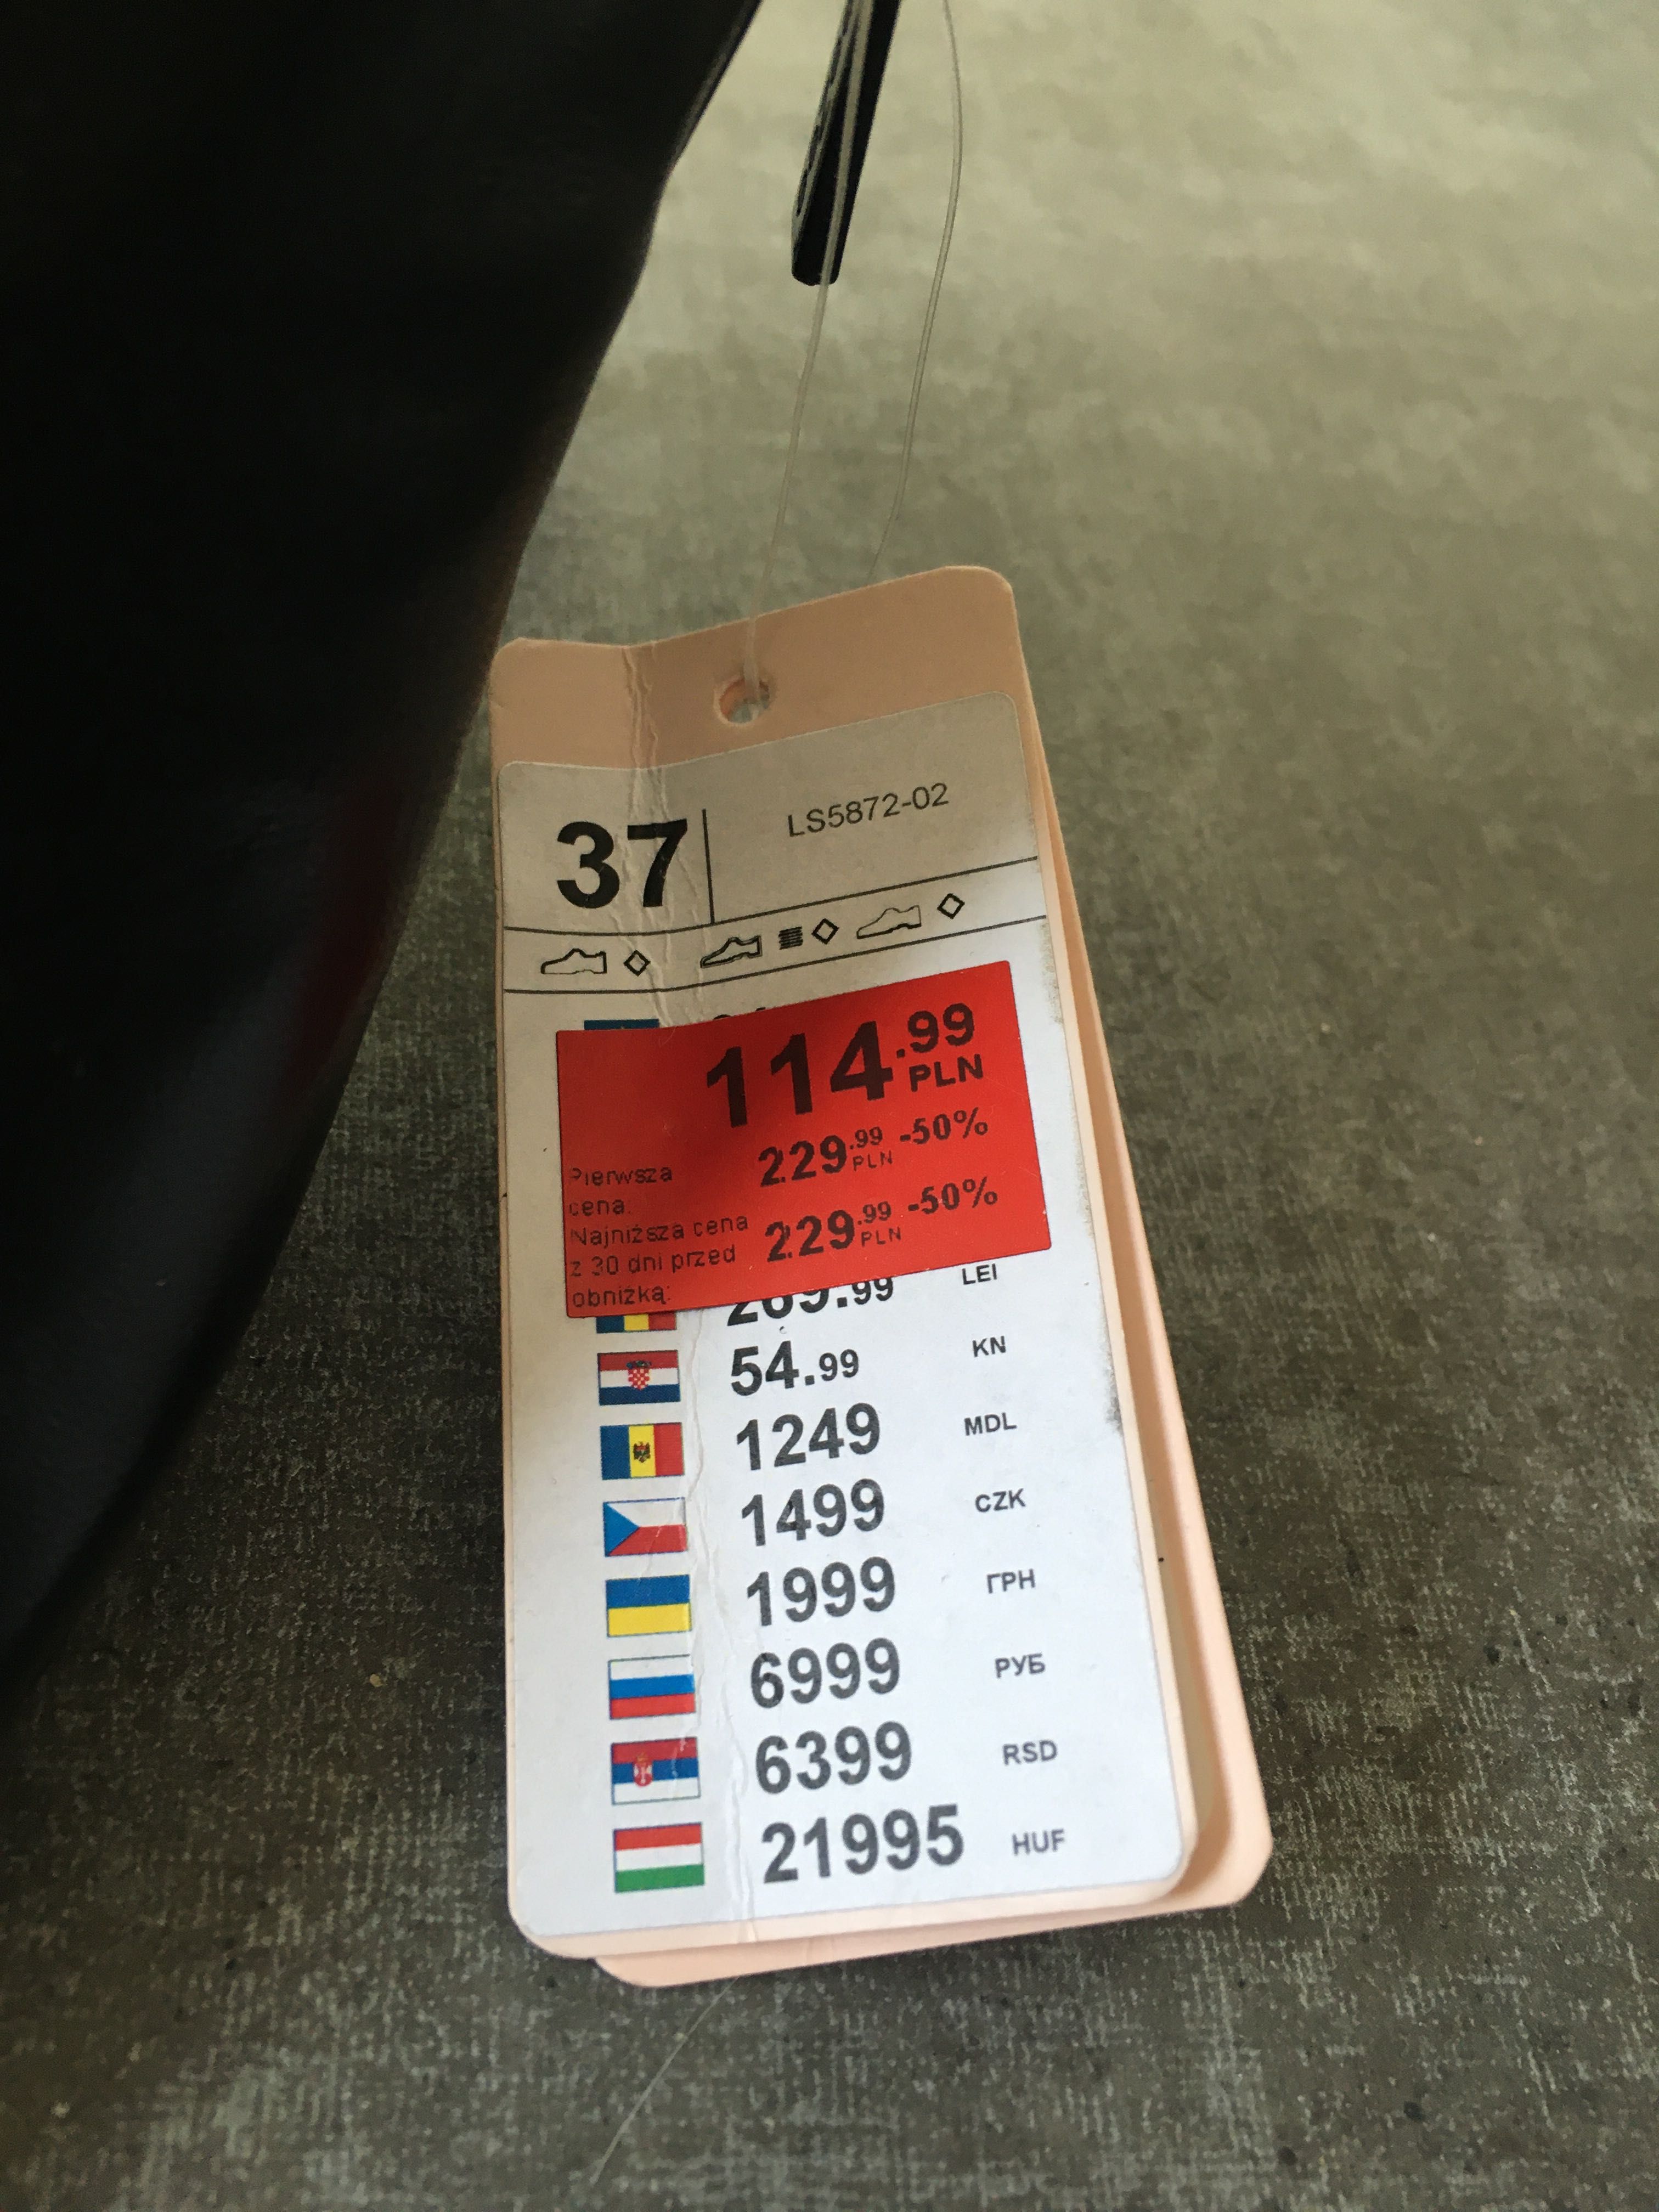 37
LS5872-02
114.99
PLN
229.99 PLN -50%
Pierwsza
cena:
229.99 PLN -50%
Najniższa cena
z 30 dni przed
obniżką:
LEI
54.99 KN
1249 MDL
1499 CZK
1999 ГРН
6999 РУБ
6399 RSD
21995 HUF